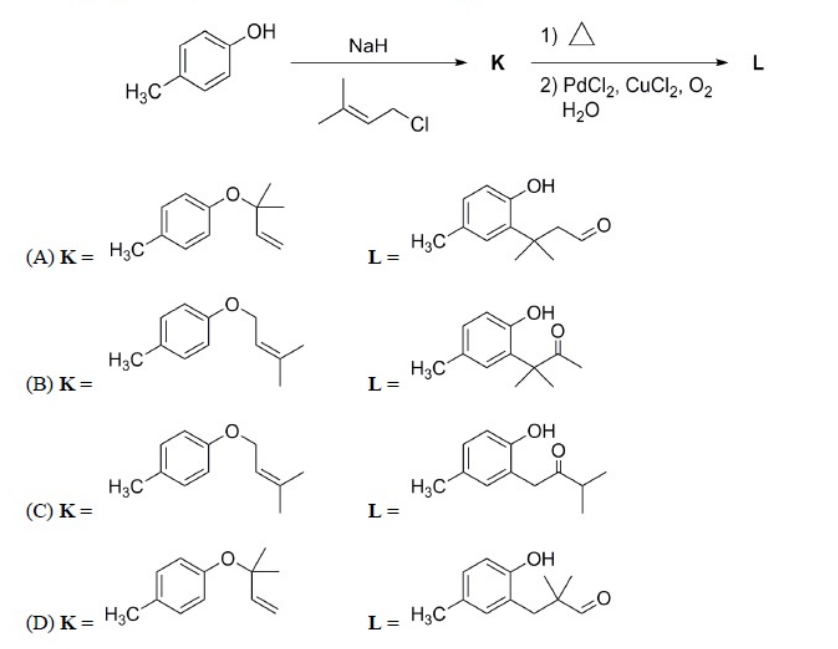 OH
NaH
K
1) △
L
H₃C
Cl
2) PdCl₂, CuCl₂, O₂
H₂O
OH
O
O
(A) K =
H₃C
L =
H₃C
O
OH
O
H₃C
H₃C
(B) K =
L =
O
OH
O
H₃C
H₃C
(C) K =
L =
O
OH
O
(D) K =
H₃C
L =
H₃C